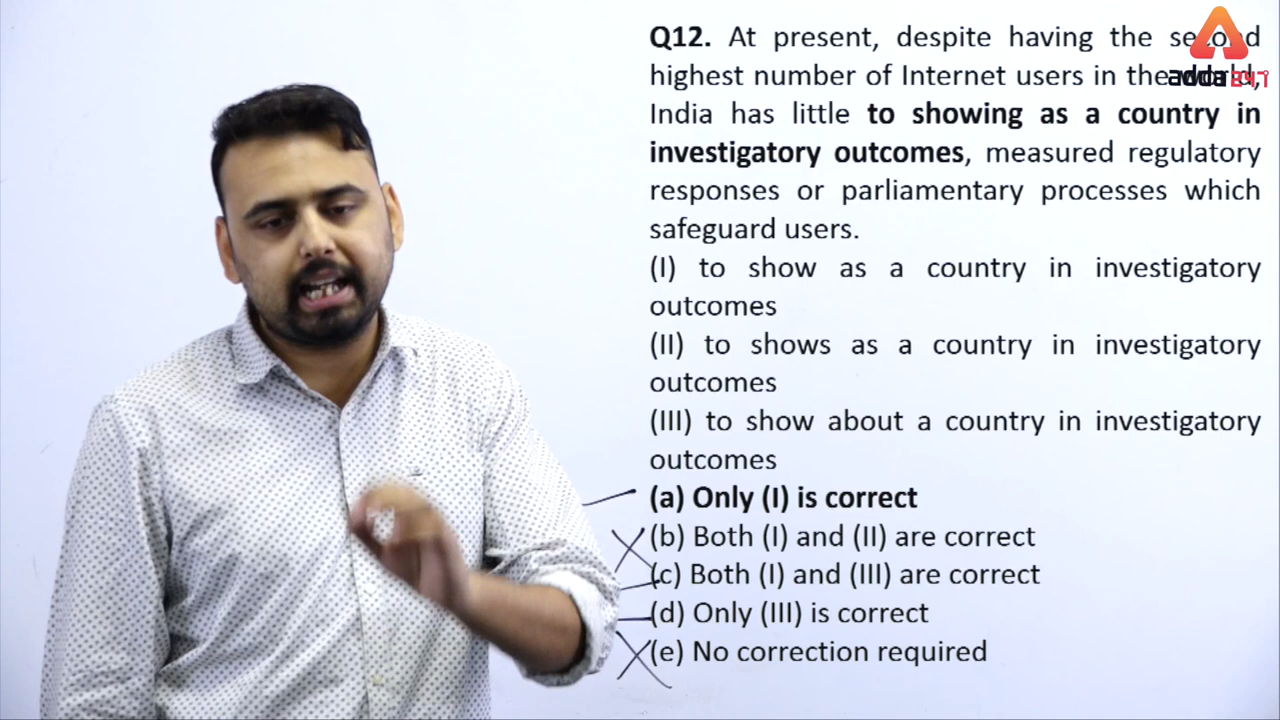 Q12. At present, despite having the second
highest number of Internet users in the world,
India has little to showing as a country in
investigatory outcomes, measured regulatory
responses or parliamentary processes which
safeguard users.
(I) to show as a country in investigatory
outcomes
(II) to shows as a country in investigatory
outcomes
(III) to show about a country in investigatory
outcomes
(a) Only (I) is correct
(b) Both (I) and (II) are correct
(c) Both (I) and (III) are correct
(d) Only (III) is correct
(e) No correction required
adda247